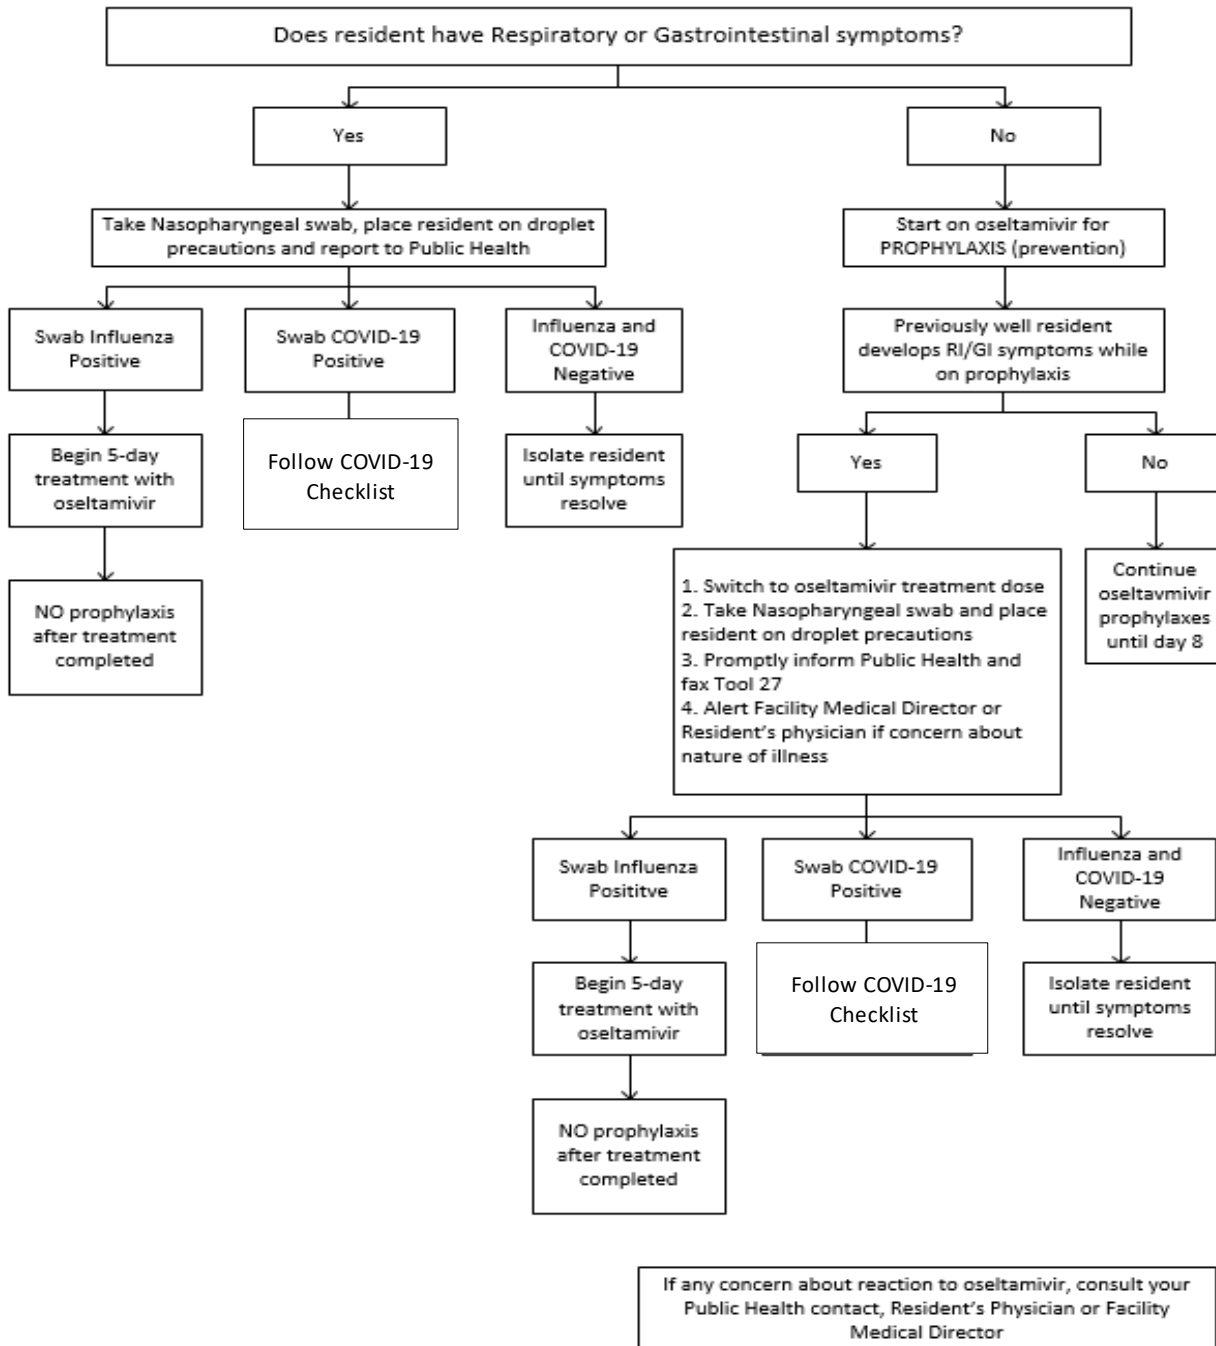 Does resident have Respiratory or Gastrointestinal symptoms?
Yes
No
Take Nasopharyngeal swab, place resident on droplet
precautions and report to Public Health
Start on oseltamivir for
PROPHYLAXIS (prevention)
Swab Influenza
Positive
Swab COVID-19
Positive
Influenza and
COVID-19
Negative
Previously well resident
develops RI/GI symptoms while
on prophylaxis
Begin 5-day
treatment with
oseltamivir
Follow COVID-19
Checklist
Isolate resident
until symptoms
resolve
Yes
No
NO prophylaxis
after treatment
completed
1. Switch to oseltamivir treatment dose
2. Take Nasopharyngeal swab and place
resident on droplet precautions
3. Promptly inform Public Health and
fax Tool 27
4. Alert Facility Medical Director or
Resident's physician if concern about
nature of illness
Continue
oseltavmivir
prophylaxes
until day 8
Swab Influenza
Posititve
Swab COVID-19
Positive
Influenza and
COVID-19
Negative
Begin 5-day
treatment with
oseltamivir
Follow COVID-19
Checklist
Isolate resident
until symptoms
resolve
NO prophylaxis
after treatment
completed
If any concern about reaction to oseltamivir, consult your
Public Health contact, Resident's Physician or Facility
Medical Director